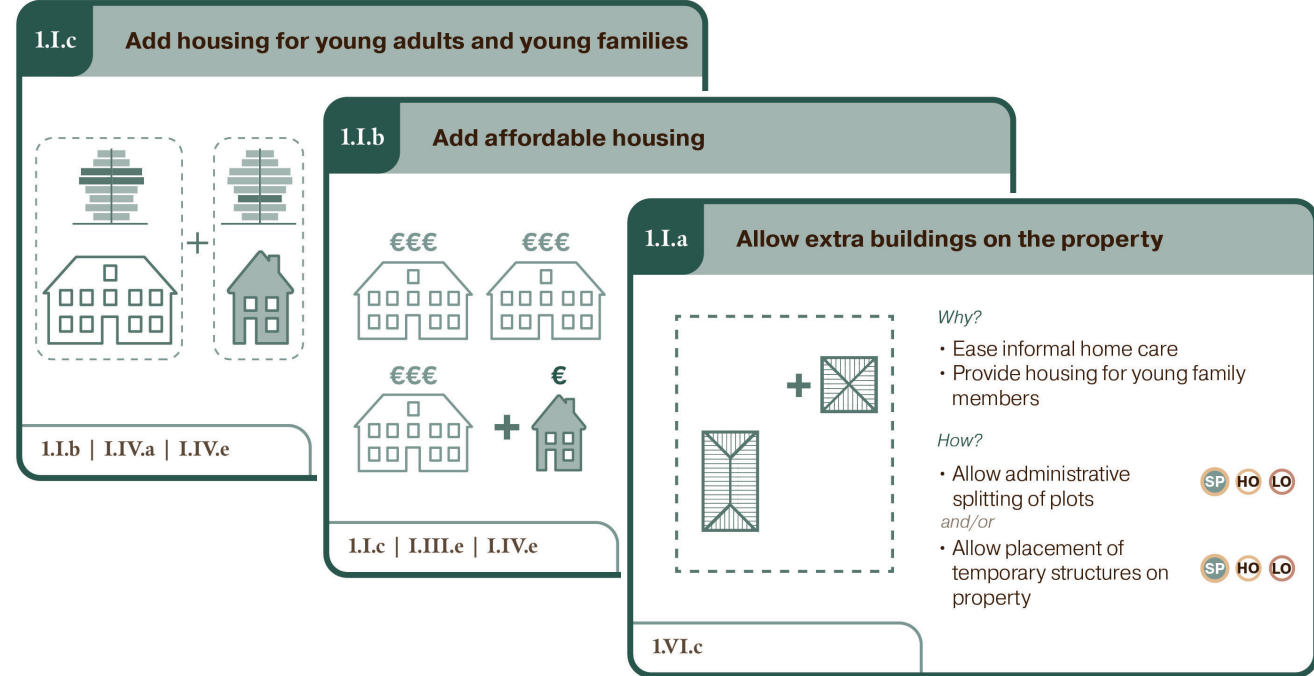 1.I.c Add housing for young adults and young families
1.I.b | I.IV.a | I.IV.e
1.I.b Add affordable housing
€€€ €€€
€€€ €
1.I.c | I.III.e | I.IV.e
1.I.a Allow extra buildings on the property
Why?
• Ease informal home care
• Provide housing for young family
members
How?
• Allow administrative
splitting of plots
SP HO LO
and/or
• Allow placement of
temporary structures on
property
SP HO LO
1.VI.c